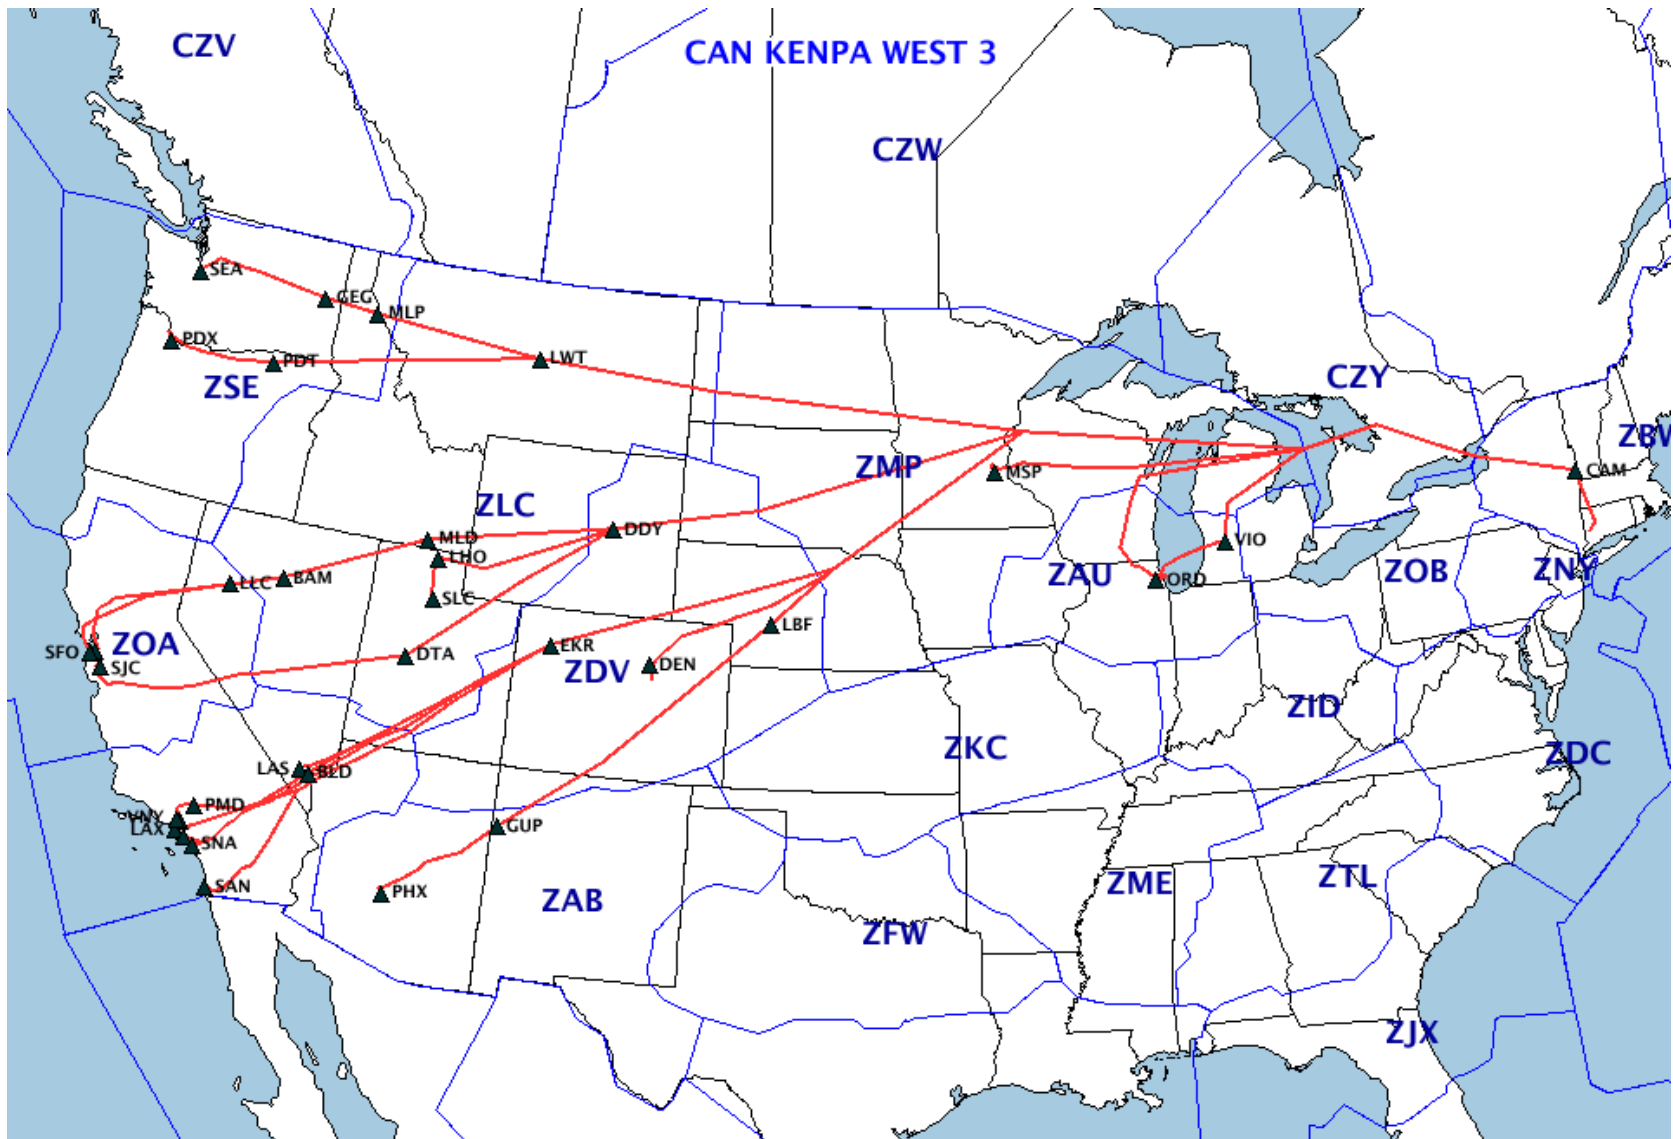 CZV
CAN KENPA WEST 3
CZW
SEA
GEG
MLP
PDX
PDT
LWT
ZSE
CZY
ZBW
ZMP
MSP
CAM
ZLC
DDY
MLD
LHO
VIO
LLC
BAM
SLC
ZAU
ORD
ZOB
ZNY
SFO
ZOA
SJC
DTA
EKR
ZDV
DEN
LBF
ZID
ZKC
ZDC
LAS
BLD
PMD
VNY
LAX
SNA
GUP
SAN
PHX
ZAB
ZME
ZTL
ZFW
ZJX